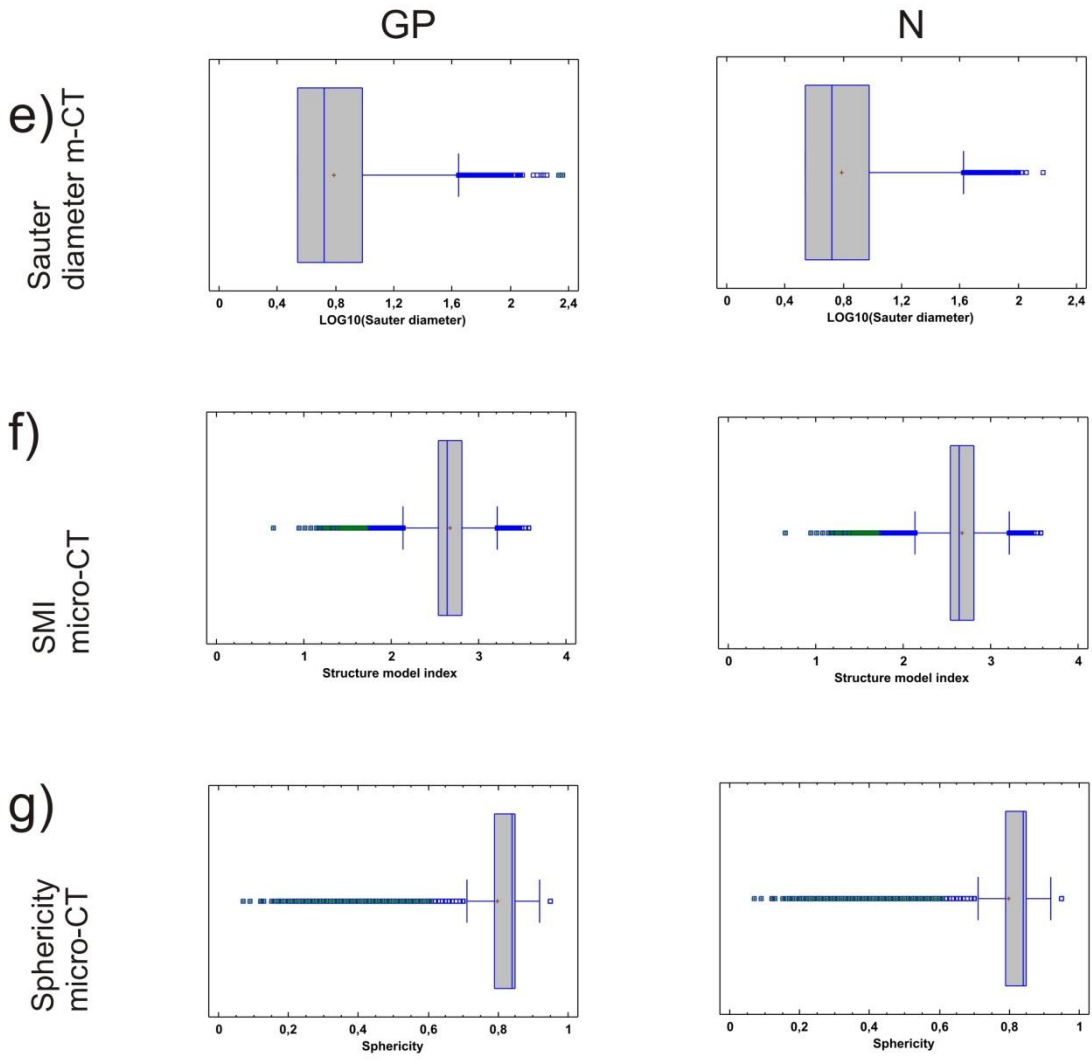 GP
N
e)
Sauter
diameter m-CT
0 0,4 0,8 1,2 1,6 2 2,4
LOG10(Sauter diameter)
0 0,4 0,8 1,2 1,6 2 2,4
LOG10(Sauter diameter)
f)
SMI
micro-CT
0 1 2 3 4
Structure model index
0 1 2 3 4
Structure model index
g)
Sphericity
micro-CT
0 0,2 0,4 0,6 0,8 1
Sphericity
0 0,2 0,4 0,6 0,8 1
Sphericity